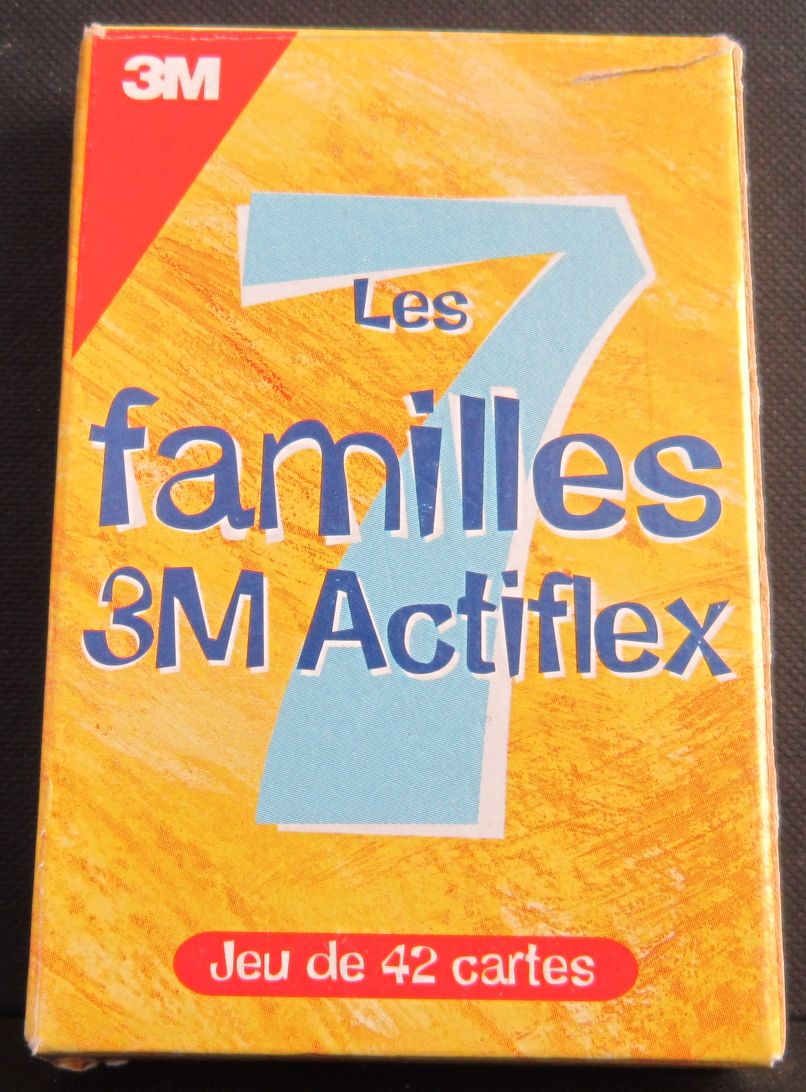 3M
7
Les
familles
3M Actiflex
Jeu de 42 cartes